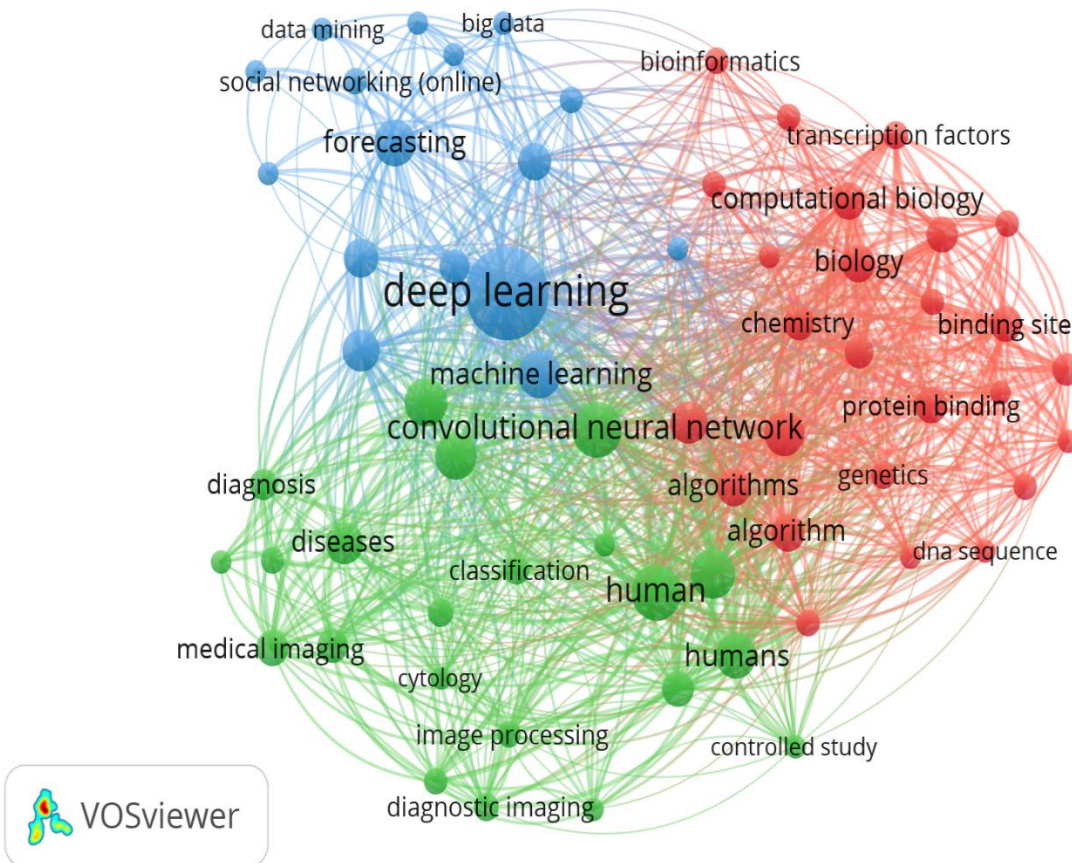 data mining
big data
bioinformatics
social networking (online)
forecasting
transcription factors
computational biology
biology
deep learning
chemistry
binding site
machine learning
protein binding
convolutional neural network
diagnosis
algorithms
genetics
diseases
algorithm
dna sequence
classification
human
medical imaging
humans
cytology
image processing
controlled study
diagnostic imaging
VOSviewer